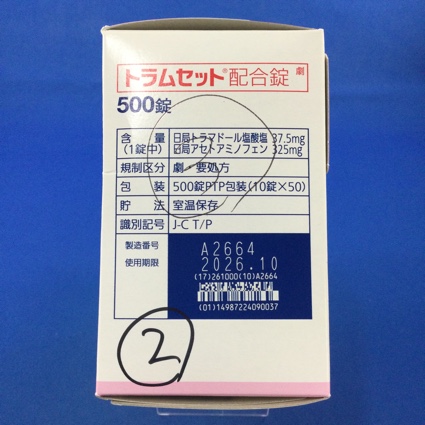 トラムセット®配合錠 劇
500錠
含量(1錠中) 日局トラマドール塩酸塩 37.5mg
日局アセトアミノフェン 325mg
規制区分 劇・要処方
包装 500錠PTP包装(10錠×50)
貯法 室温保存
識別記号 J-C T/P
製造番号 A2664
使用期限 2026.10
(17)261000(10)A2664
(01)14987224090037
②